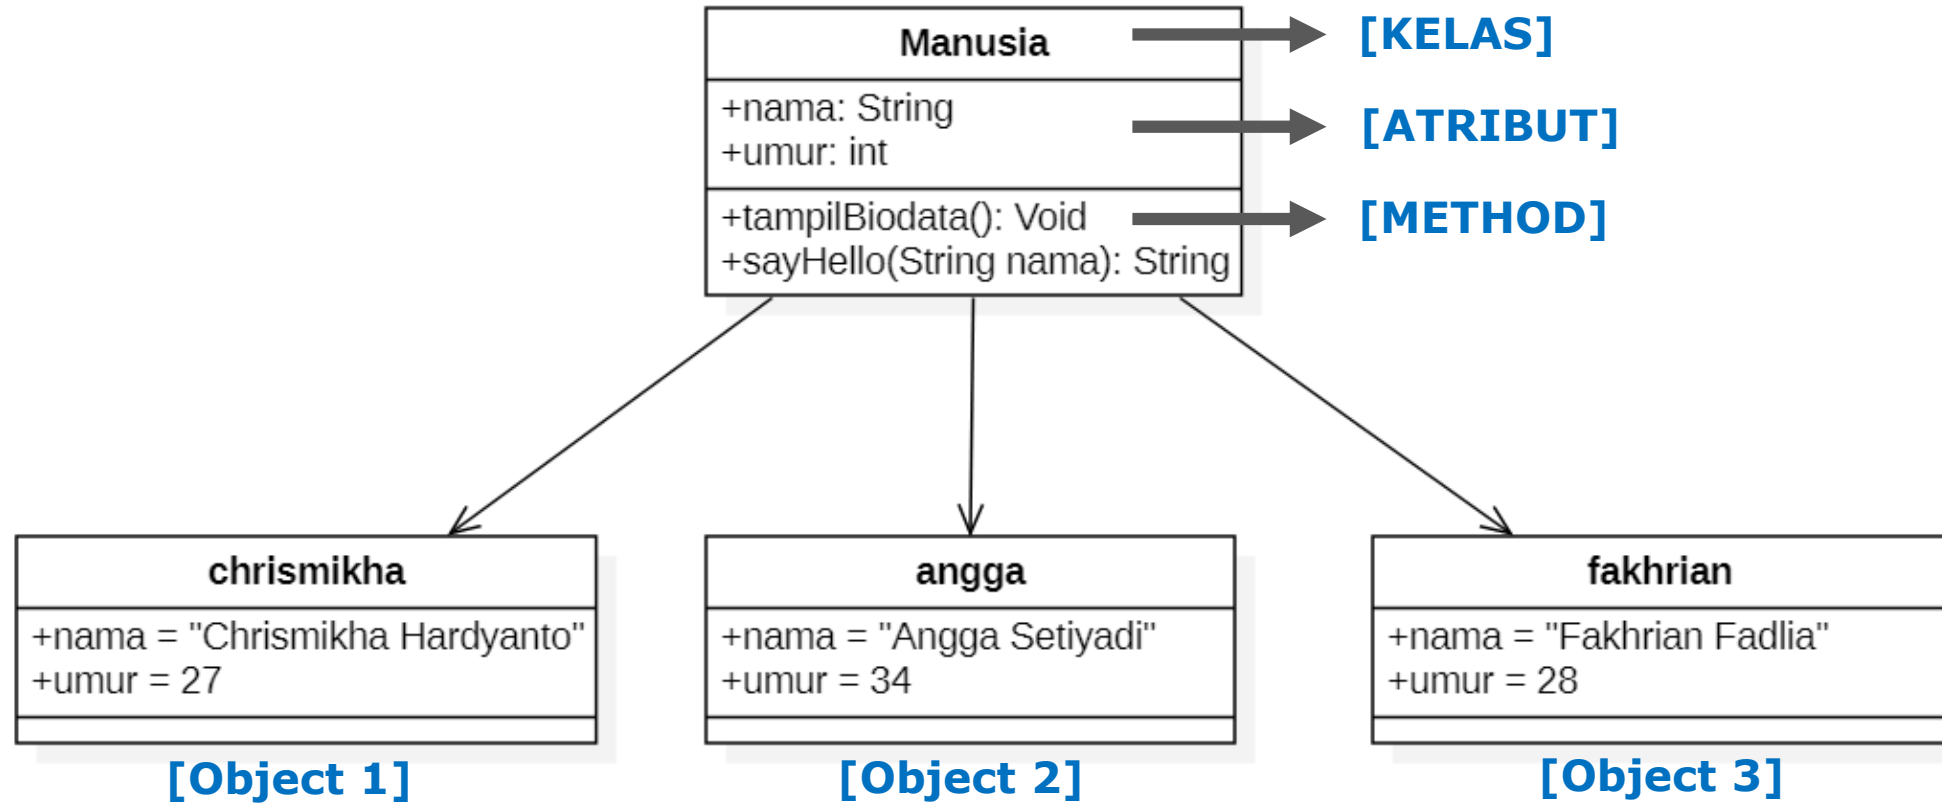 Manusia
[KELAS]
+nama: String
+umur: int
[ATRIBUT]
+tampilBiodata(): Void
+sayHello(String nama): String
[METHOD]
chrismikha
+nama = "Chrismikha Hardyanto"
+umur = 27
[Object 1]
angga
+nama = "Angga Setiyadi"
+umur = 34
[Object 2]
fakhrian
+nama = "Fakhrian Fadlia"
+umur = 28
[Object 3]